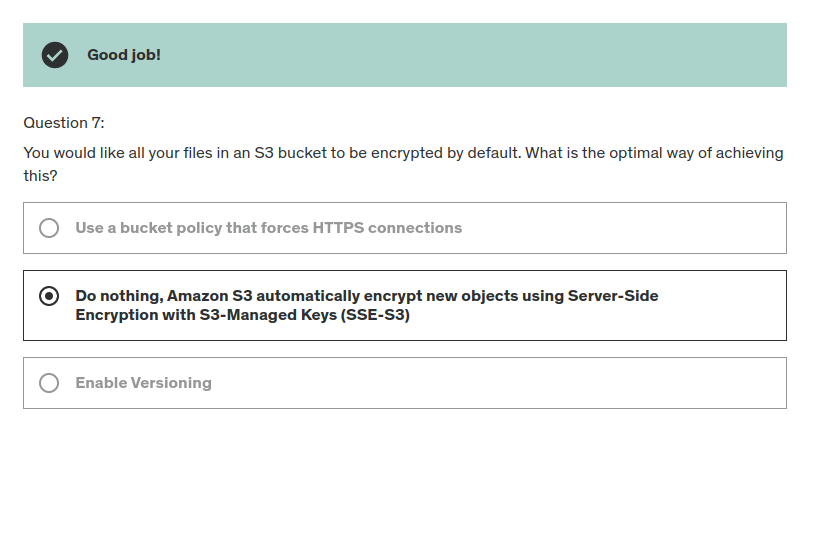 Good job!
Question 7:
You would like all your files in an S3 bucket to be encrypted by default. What is the optimal way of achieving
this?
Use a bucket policy that forces HTTPS connections
Do nothing, Amazon S3 automatically encrypt new objects using Server-Side
Encryption with S3-Managed Keys (SSE-S3)
Enable Versioning